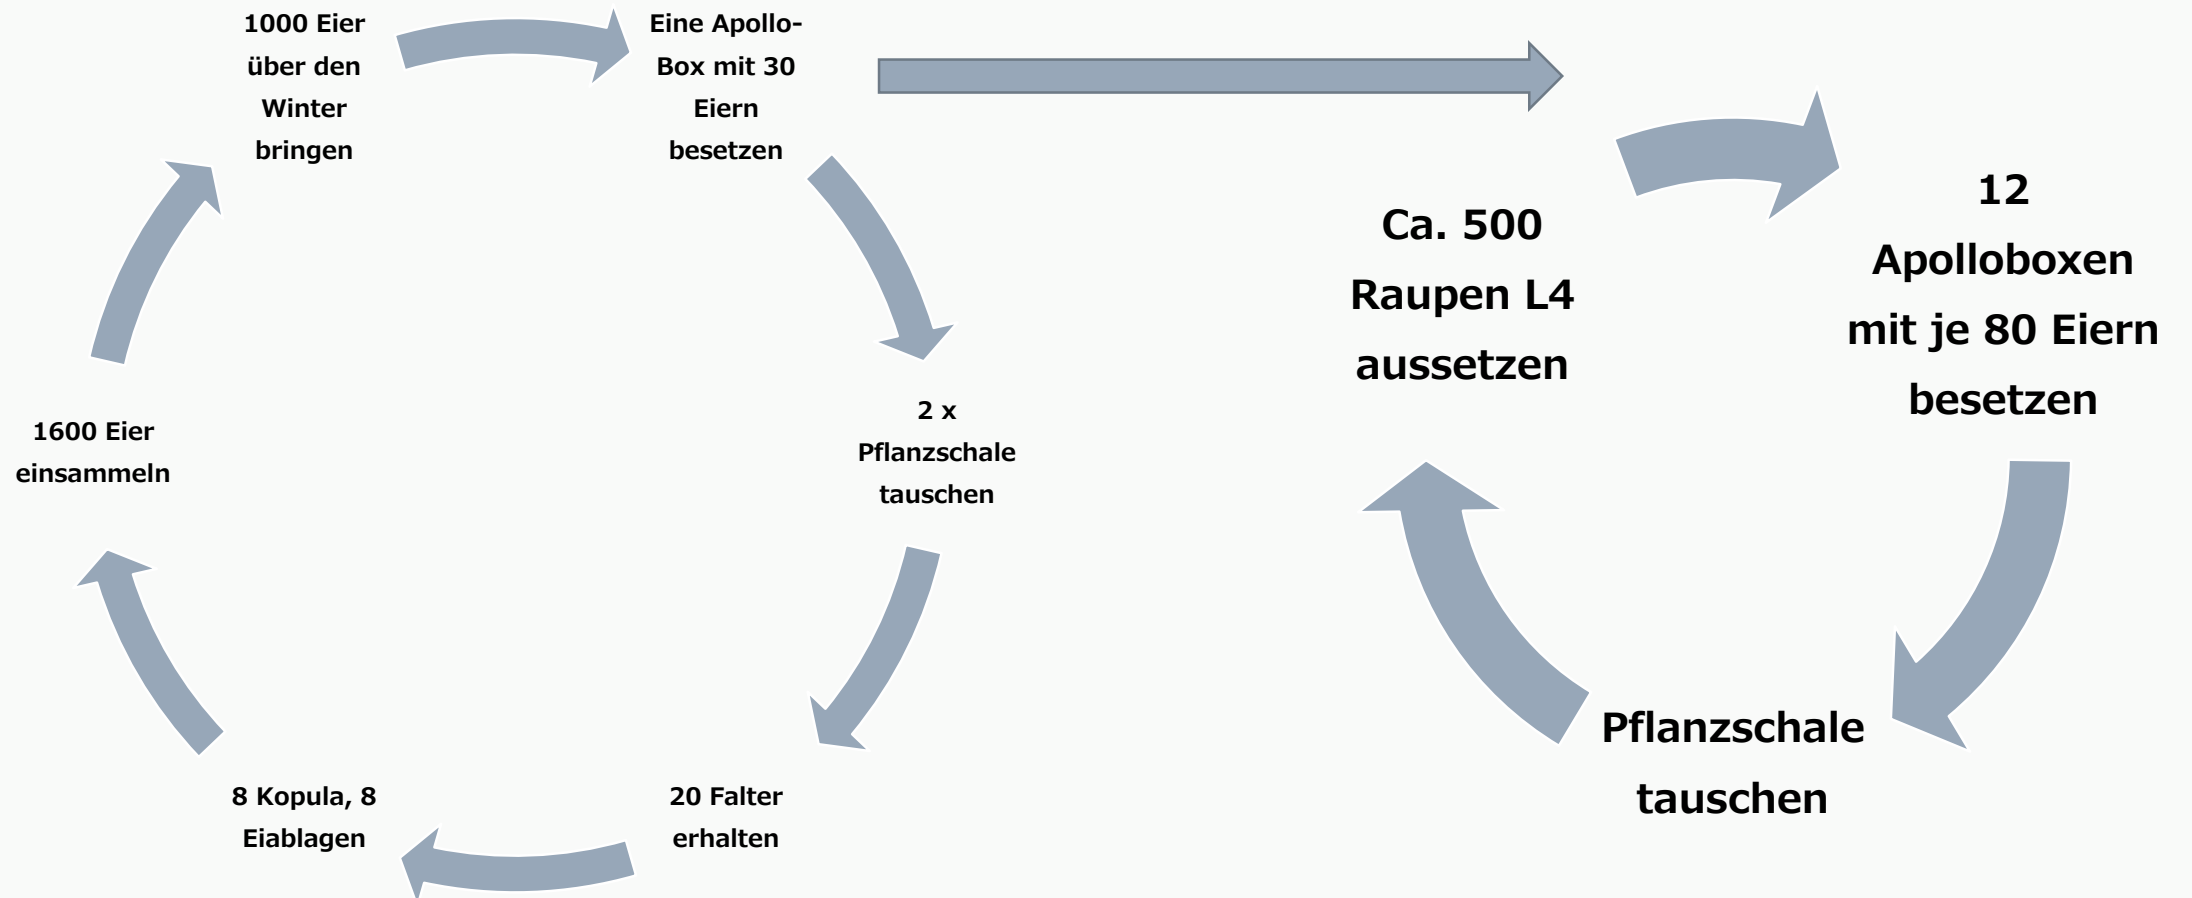 1000 Eier
über den
Winter
bringen
Eine Apollo-
Box mit 30
Eiern
besetzen
2 x
Pflanzschale
tauschen
20 Falter
erhalten
8 Kopula, 8
Eiablagen
1600 Eier
einsammeln
Ca. 500
Raupen L4
aussetzen
12
Apolloboxen
mit je 80 Eiern
besetzen
Pflanzschale
tauschen